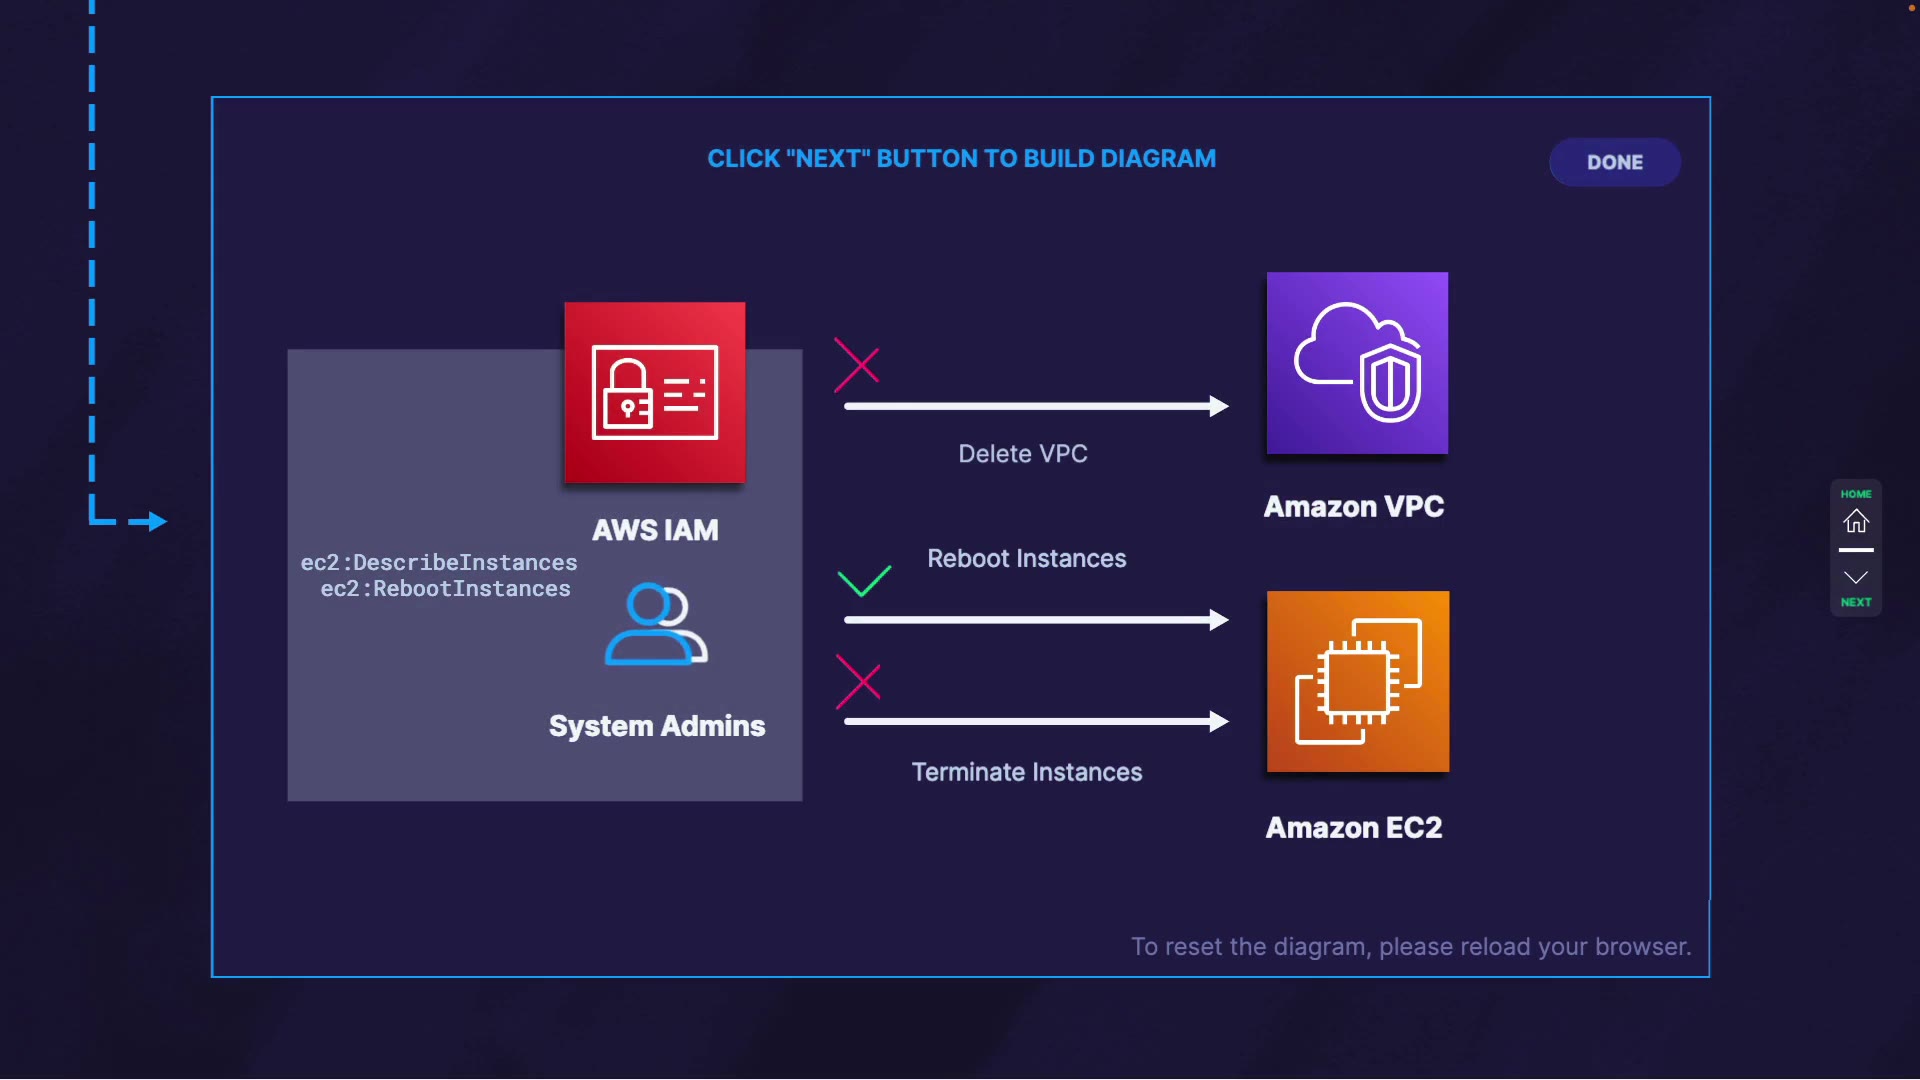 CLICK "NEXT" BUTTON TO BUILD DIAGRAM
DONE
AWS IAM
ec2:DescribeInstances
ec2:RebootInstances
System Admins
Delete VPC
Reboot Instances
Terminate Instances
Amazon VPC
Amazon EC2
To reset the diagram, please reload your browser.
HOME
NEXT